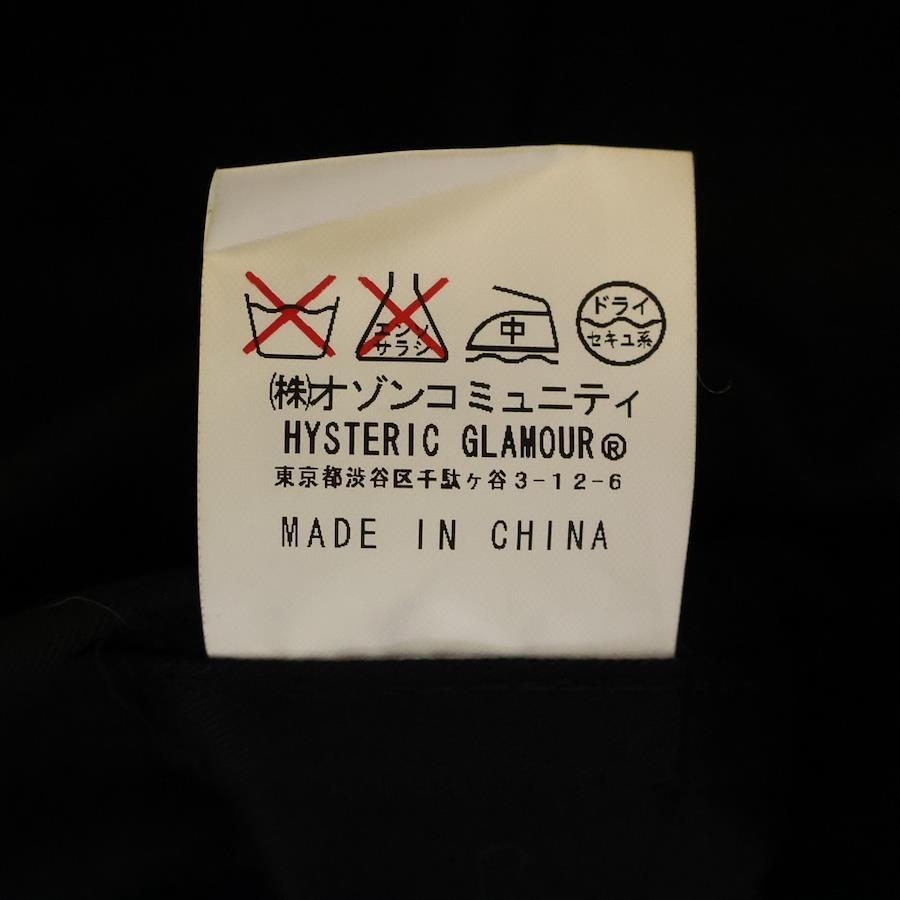 エンソ
サラシ
中
ドライ
セキユ系
(株)オゾンコミュニティ
HYSTERIC GLAMOUR®
東京都渋谷区千駄ヶ谷3-12-6
MADE IN CHINA